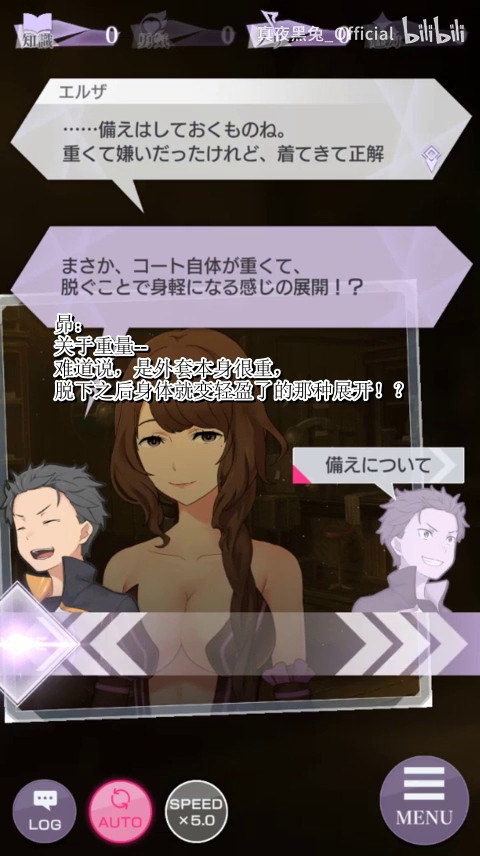 知識 0
真夜黑兔_Official bilibili
エルザ
……備えはしておくものね。
重くて嫌いだったけれど、着てきて正解
まさか、コート自体が重くて、
脱ぐことで身軽になる感じの展開！？
昴：
关于重量--
难道说，是外套本身很重，
脱下之后身体就变轻盈了的那种展开！？
備えについて
LOG
AUTO
SPEED
×5.0
MENU